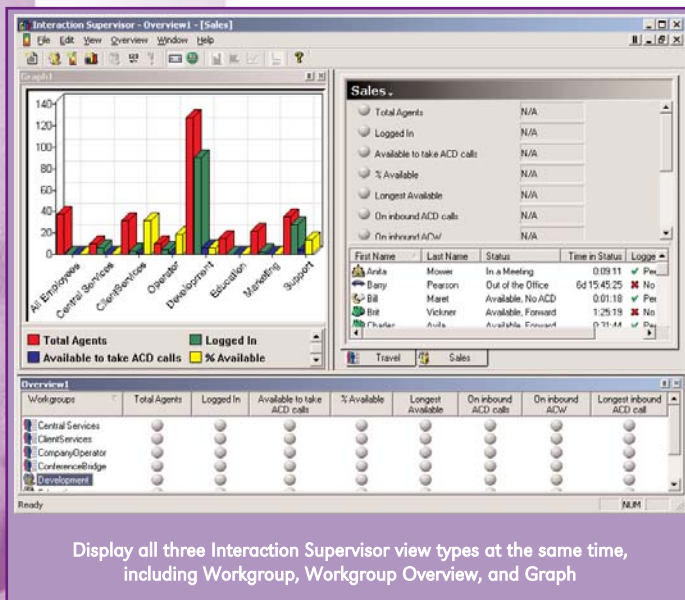 Interaction Supervisor - Overview1 - [Sales]
File Edit View Overview Window Help
Graph1
140
120
100
80
60
40
20
0
All Employees
Central Services
ClientServices
Operator
Development
Education
Marketing
Support
Total Agents
Logged In
Available to take ACD calls
% Available
Sales
Total Agents N/A
Logged In N/A
Available to take ACD calls N/A
% Available N/A
Longest Available N/A
On inbound ACD calls N/A
On inbound ACW N/A
First Name Last Name Status Time in Status Logge
Anita Mower In a Meeting 0:09:11
Barry Pearson Out of the Office 6d 15:45:25 No
Bill Maret Available, No ACD 0:01:18
Brit Vickner Available, Forward 1:25:19 No
Charles Avila Available, Forward
Travel Sales
Overview1
Workgroups Total Agents Logged In Available to take ACD calls % Available Longest Available On inbound ACD calls On inbound ACW Longest inbound ACD call
Central Services
ClientServices
CompanyOperator
ConferenceBridge
Development
Ready NUM
Display all three Interaction Supervisor view types at the same time,
including Workgroup, Workgroup Overview, and Graph